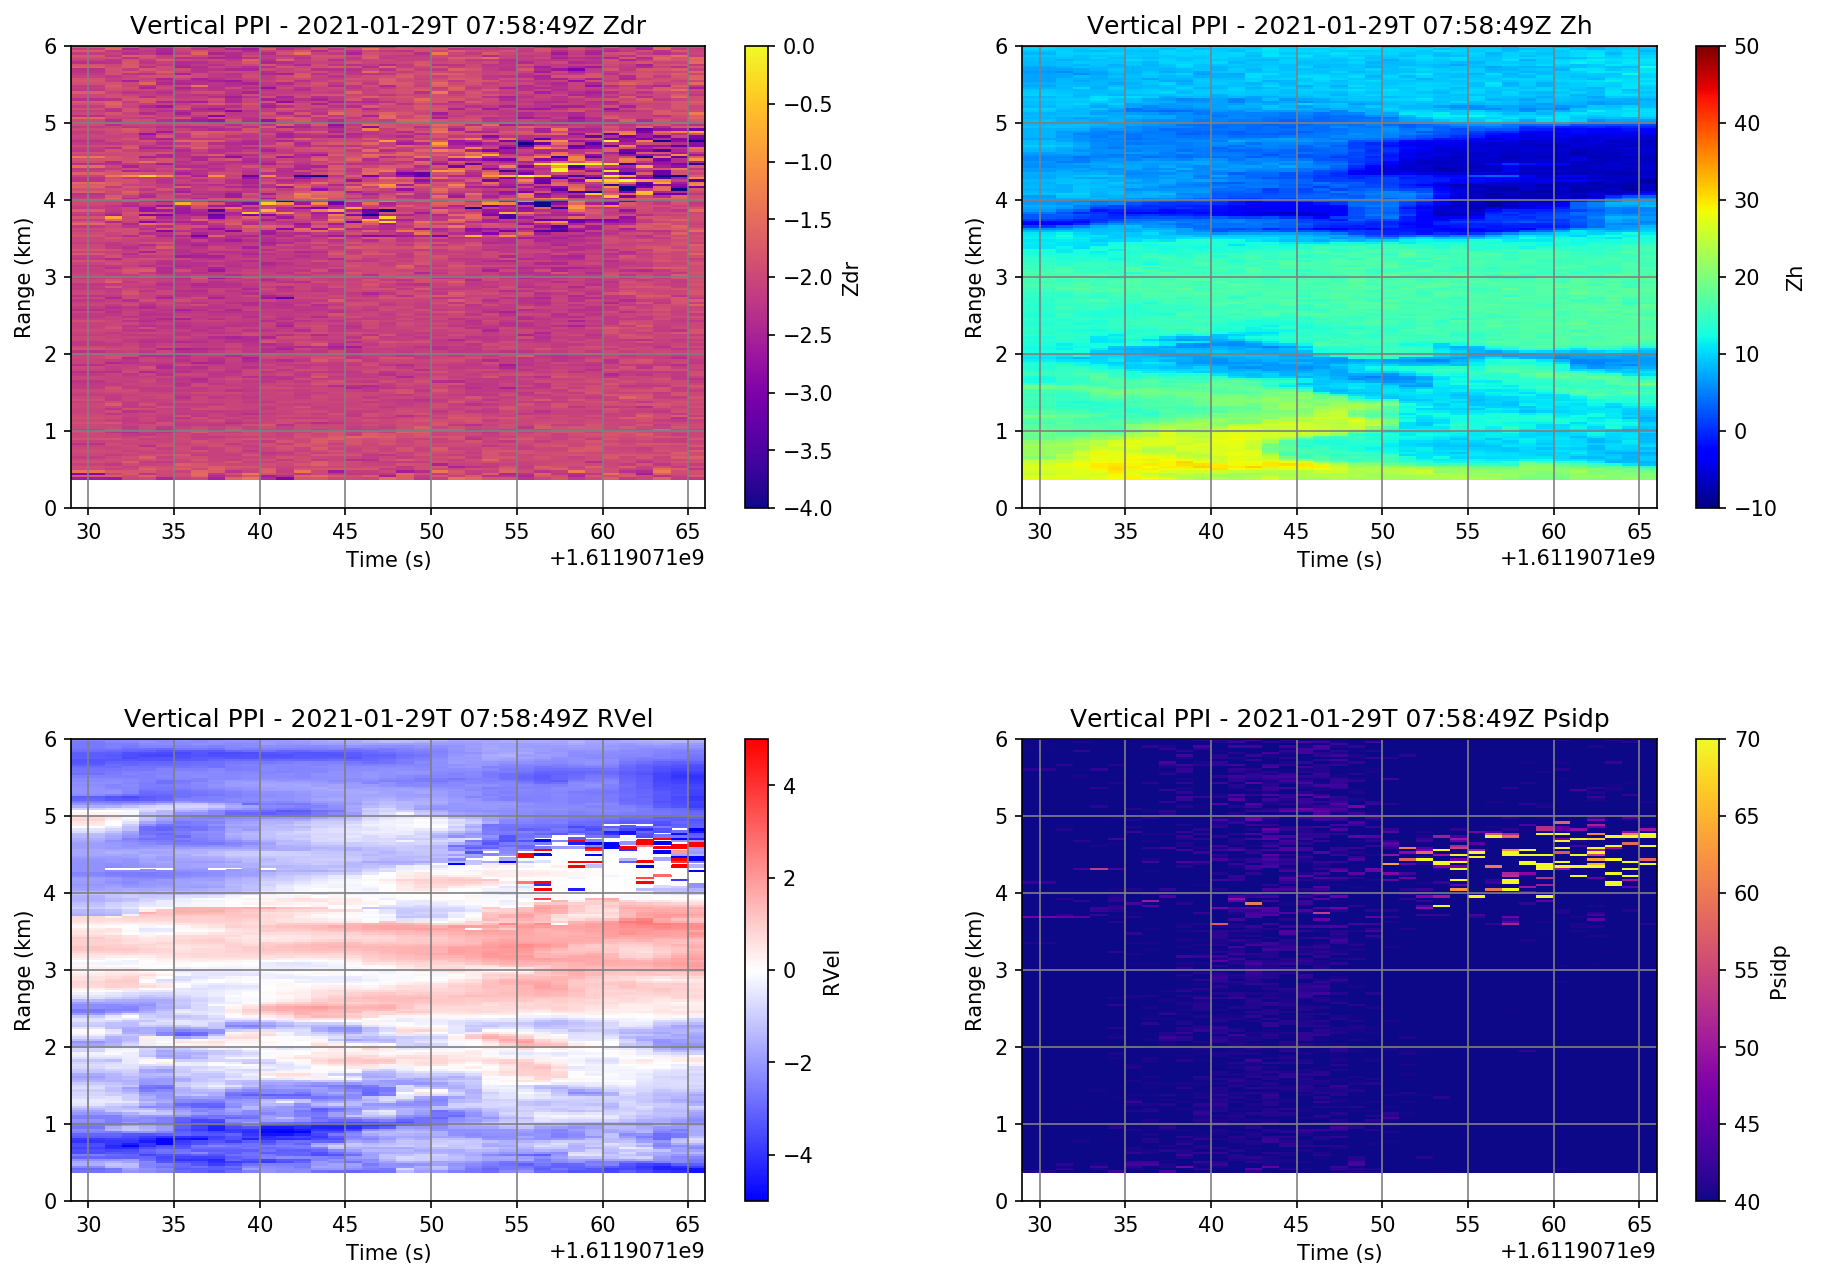 Vertical PPI - 2021-01-29T 07:58:49Z Zdr
6
5
4
3
2
1
0
Range (km)
30 35 40 45 50 55 60 65
Time (s)
+1.6119071e9
0.0
−0.5
−1.0
−1.5
−2.0
−2.5
−3.0
−3.5
−4.0
Zdr
Vertical PPI - 2021-01-29T 07:58:49Z Zh
6
5
4
3
2
1
0
Range (km)
30 35 40 45 50 55 60 65
Time (s)
+1.6119071e9
50
40
30
20
10
0
−10
Zh
Vertical PPI - 2021-01-29T 07:58:49Z RVel
6
5
4
3
2
1
0
Range (km)
30 35 40 45 50 55 60 65
Time (s)
+1.6119071e9
4
2
0
−2
−4
RVel
Vertical PPI - 2021-01-29T 07:58:49Z Psidp
6
5
4
3
2
1
0
Range (km)
30 35 40 45 50 55 60 65
Time (s)
+1.6119071e9
70
65
60
55
50
45
40
Psidp